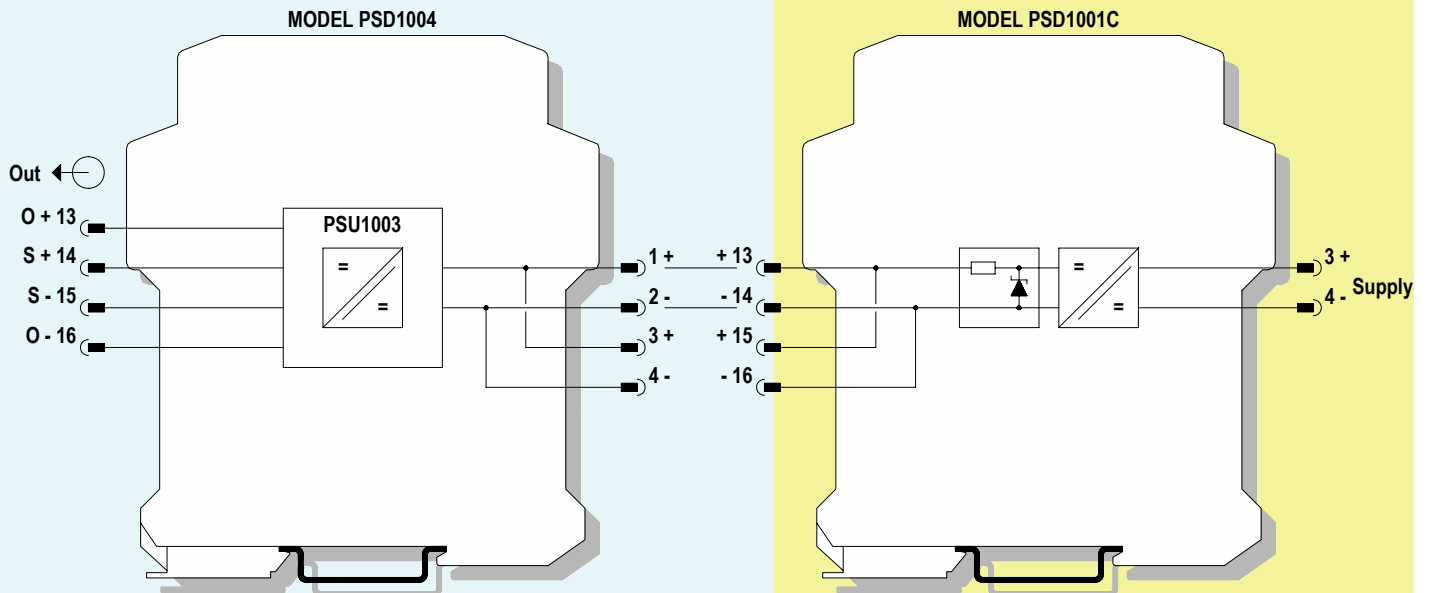 MODEL PSD1004
MODEL PSD1001C
Out
O + 13
S + 14
S - 15
O - 16
PSU1003
=
=
1 +
2 -
3 +
4 -
+ 13
- 14
+ 15
- 16
=
=
3 +
4 -
Supply